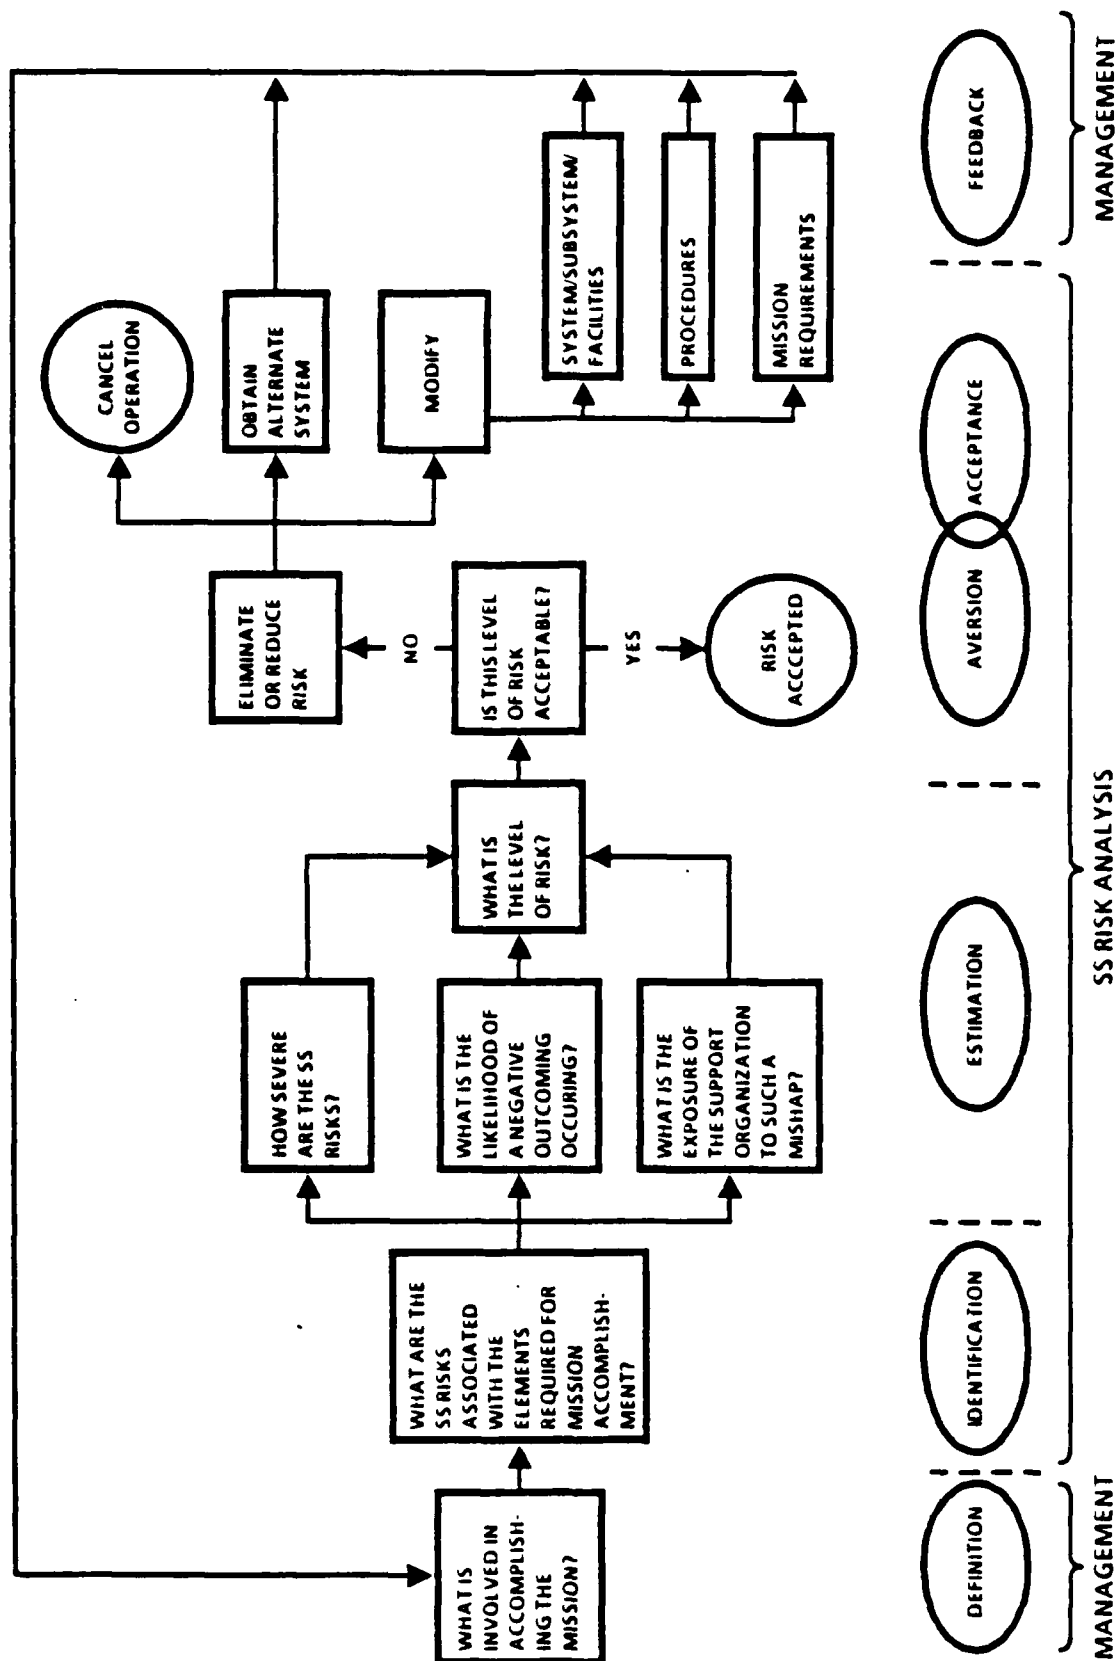 WHAT IS
INVOLVED IN
ACCOMPLISH-
ING THE
MISSION?
WHAT ARE THE
SS RISKS
ASSOCIATED
WITH THE
ELEMENTS
REQUIRED FOR
MISSION
ACCOMPLISH-
MENT?
HOW SEVERE
ARE THE SS
RISKS?
WHAT IS THE
LIKELIHOOD OF
A NEGATIVE
OUTCOMING
OCCURING?
WHAT IS THE
EXPOSURE OF
THE SUPPORT
ORGANIZATION
TO SUCH A
MISHAP?
WHAT IS
THE LEVEL
OF RISK?
ELIMINATE
OR REDUCE
RISK
NO
IS THIS LEVEL
OF RISK
ACCEPTABLE?
YES
RISK
ACCCEPTED
CANCEL
OPERATION
OBTAIN
ALTERNATE
SYSTEM
MODIFY
SYSTEM/SUBSYSTEM/
FACILITIES
PROCEDURES
MISSION
REQUIREMENTS
DEFINITION
IDENTIFICATION
ESTIMATION
AVERSION
ACCEPTANCE
FEEDBACK
MANAGEMENT
SS RISK ANALYSIS
MANAGEMENT